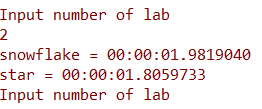 Input number of lab
2
snowflake = 00:00:01.9819040
star = 00:00:01.8059733
Input number of lab